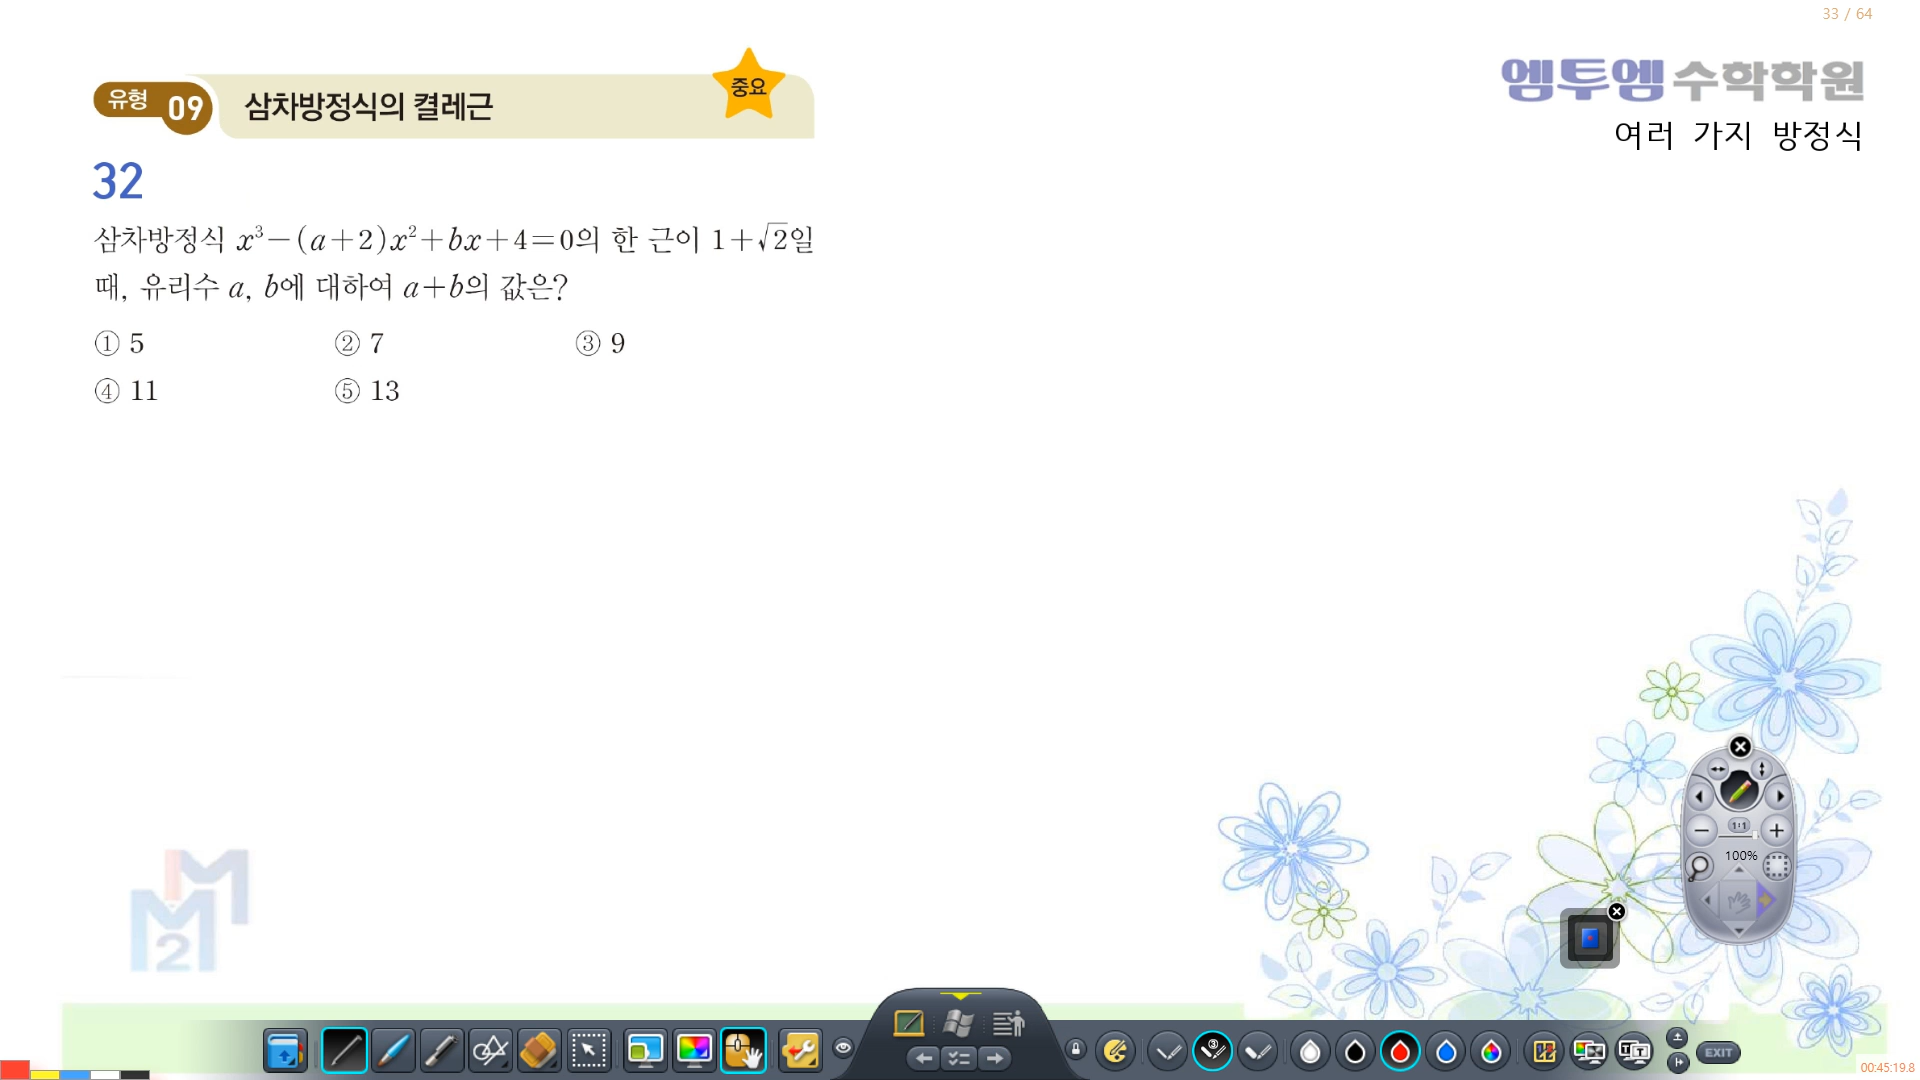 33 / 64
유형 09 삼차방정식의 켤레근 중요
엠투엠수학학원
여러 가지 방정식
32
삼차방정식 x³−(a+2)x²+bx+4=0의 한 근이 1+√2일
때, 유리수 a, b에 대하여 a+b의 값은?
① 5 ② 7 ③ 9
④ 11 ⑤ 13
M
M
2
1:1
100%
③
T T
EXIT
00:45:19.8